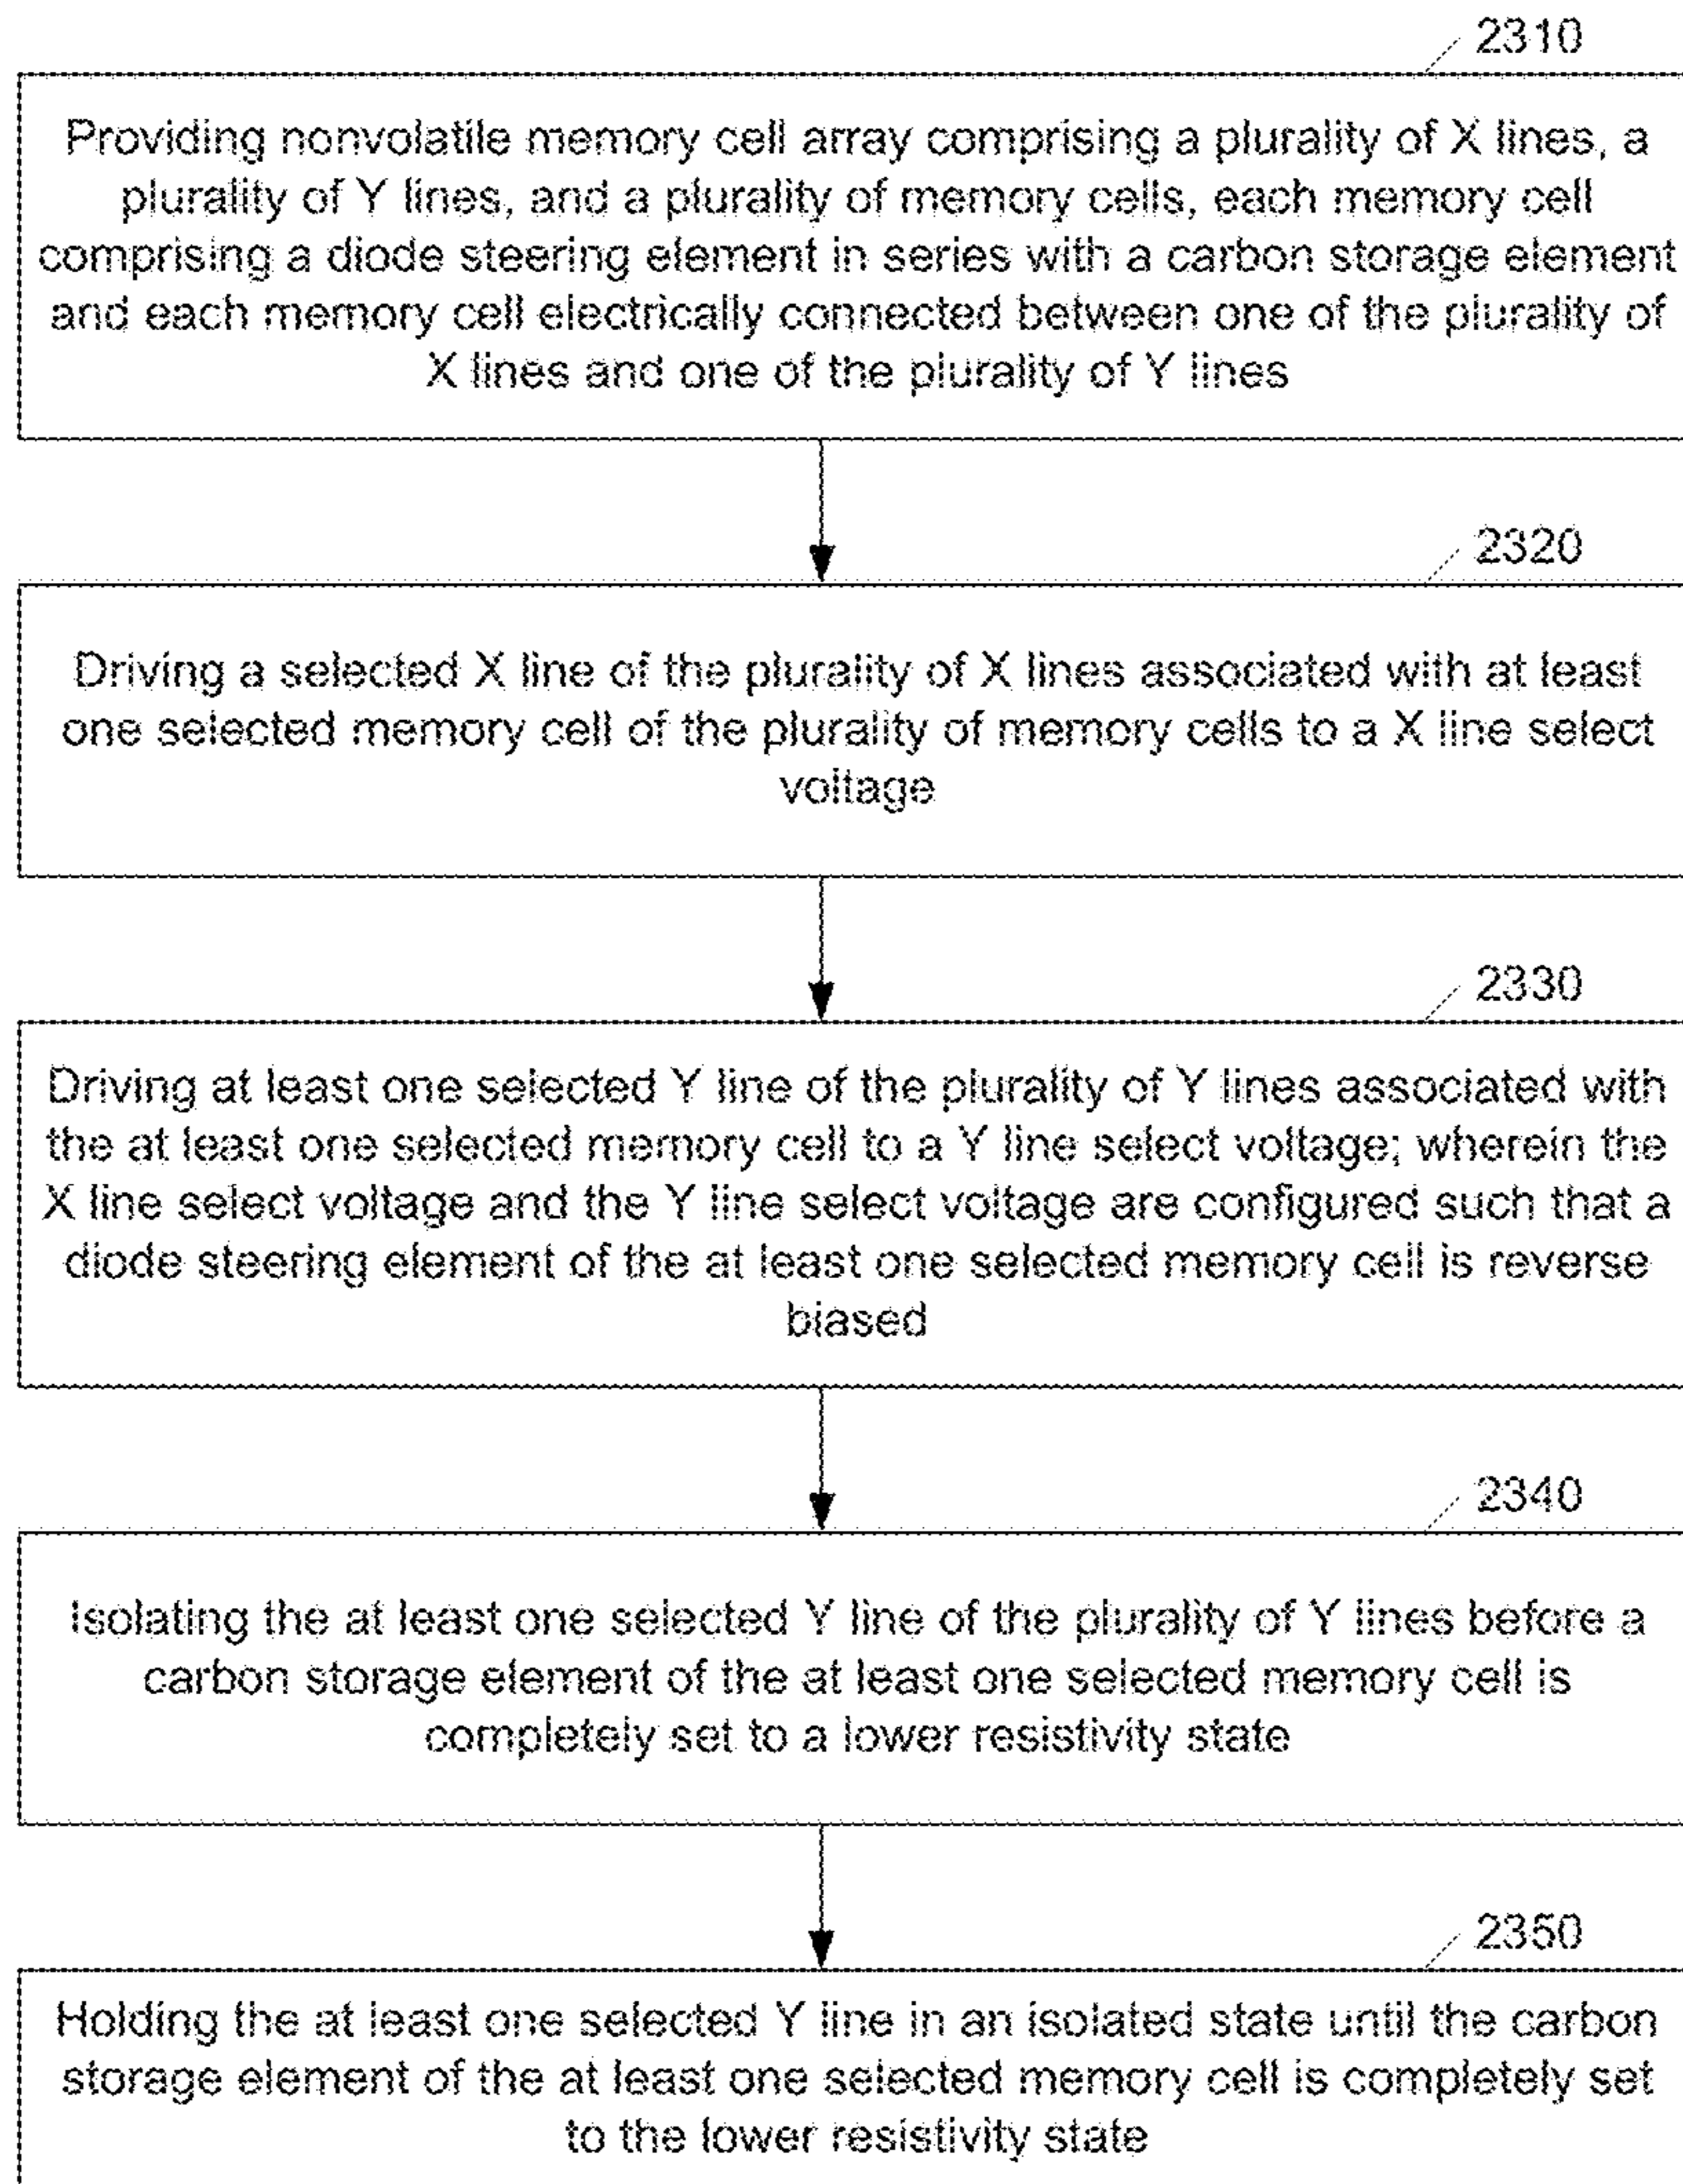 2310
Providing nonvolatile memory cell array comprising a plurality of X lines, a
plurality of Y lines, and a plurality of memory cells, each memory cell
comprising a diode steering element in series with a carbon storage element
and each memory cell electrically connected between one of the plurality of
X lines and one of the plurality of Y lines
2320
Driving a selected X line of the plurality of X lines associated with at least
one selected memory cell of the plurality of memory cells to a X line select
voltage
2330
Driving at least one selected Y line of the plurality of Y lines associated with
the at least one selected memory cell to a Y line select voltage; wherein the
X line select voltage and the Y line select voltage are configured such that a
diode steering element of the at least one selected memory cell is reverse
biased
2340
Isolating the at least one selected Y line of the plurality of Y lines before a
carbon storage element of the at least one selected memory cell is
completely set to a lower resistivity state
2350
Holding the at least one selected Y line in an isolated state until the carbon
storage element of the at least one selected memory cell is completely set
to the lower resistivity state